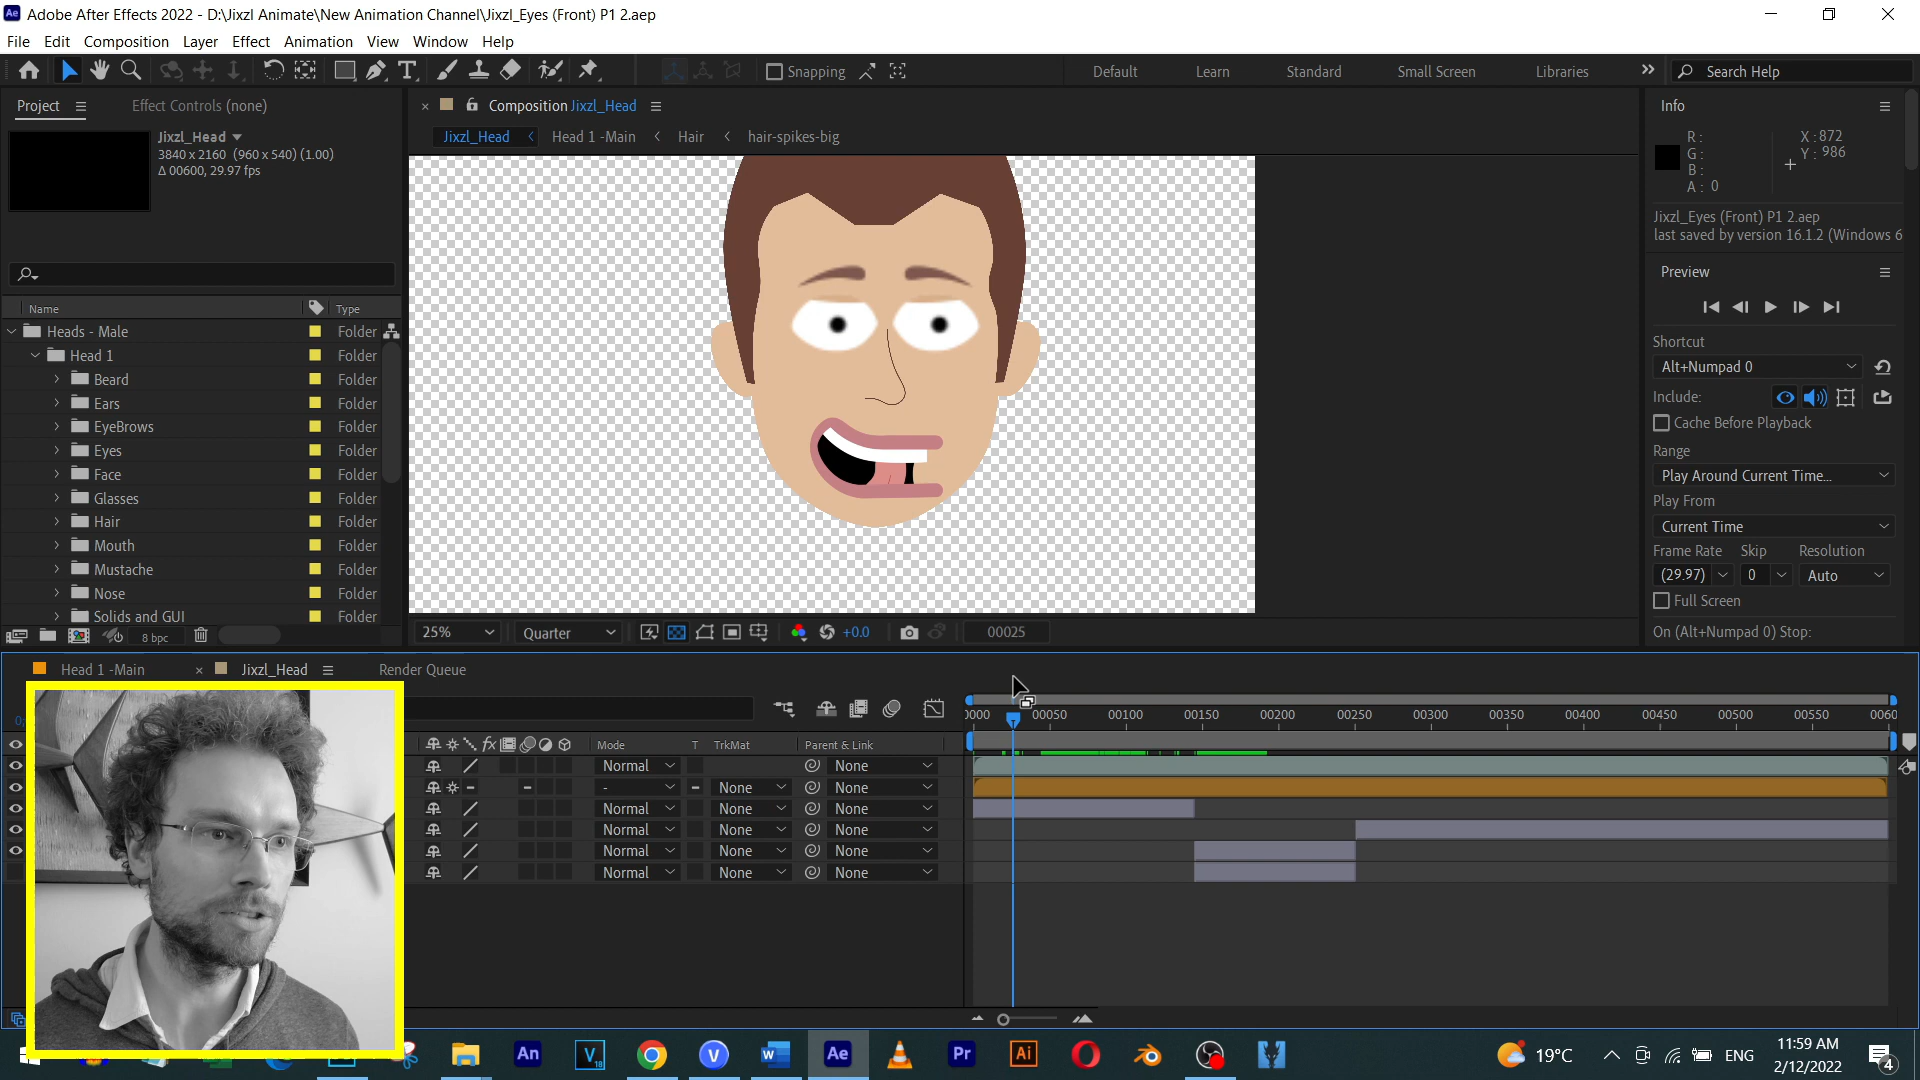 Adobe After Effects 2022 - D:\Jixzl Animate\New Animation Channel\Jixzl_Eyes (Front) P1 2.aep
File Edit Composition Layer Effect Animation View Window Help
Snapping
Default Learn Standard Small Screen Libraries
Search Help
Project
Effect Controls (none)
Jixzl_Head
3840 x 2160 (960 x 540) (1.00)
Δ 00600, 29.97 fps
Name Type
Heads - Male Folder
Head 1 Folder
Beard Folder
Ears Folder
EyeBrows Folder
Eyes Folder
Face Folder
Glasses Folder
Hair Folder
Mouth Folder
Mustache Folder
Nose Folder
Solids and GUI Folder
8 bpc
Composition Jixzl_Head
Jixzl_Head Head 1 -Main Hair hair-spikes-big
25% Quarter +0.0 00025
Info
R :
G :
B :
A : 0
X : 872
Y : 986
Jixzl_Eyes (Front) P1 2.aep
last saved by version 16.1.2 (Windows 6
Preview
Shortcut
Alt+Numpad 0
Include:
Cache Before Playback
Range
Play Around Current Time...
Play From
Current Time
Frame Rate Skip Resolution
(29.97) 0 Auto
Full Screen
On (Alt+Numpad 0) Stop:
Head 1 -Main Jixzl_Head Render Queue
0000 00050 00100 00150 00200 00250 00300 00350 00400 00450 00500 00550 0060
fx Mode T TrkMat Parent & Link
Normal None
- None None
Normal None None
Normal None None
Normal None None
Normal None None
An V W Ae Pr Ai
19°C ENG
11:59 AM
2/12/2022
4